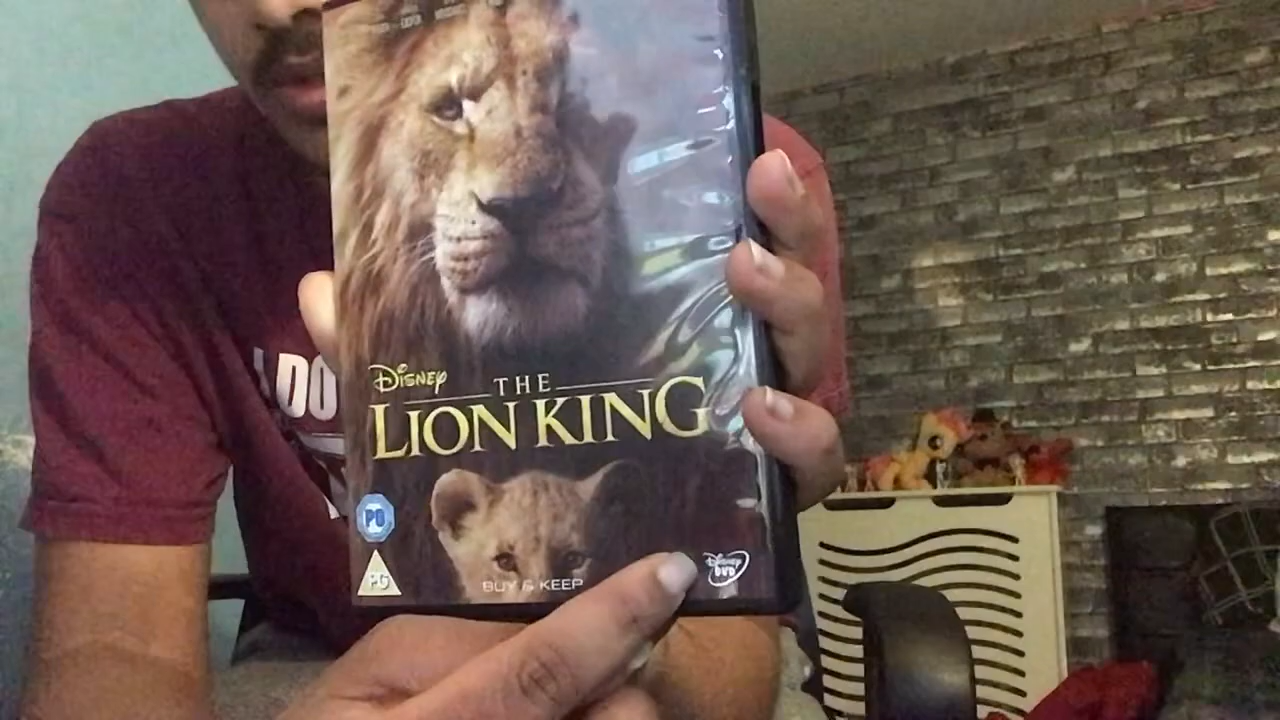 Disney
THE
LION KING
PG
PG
BUY & KEEP
Disney
DVD